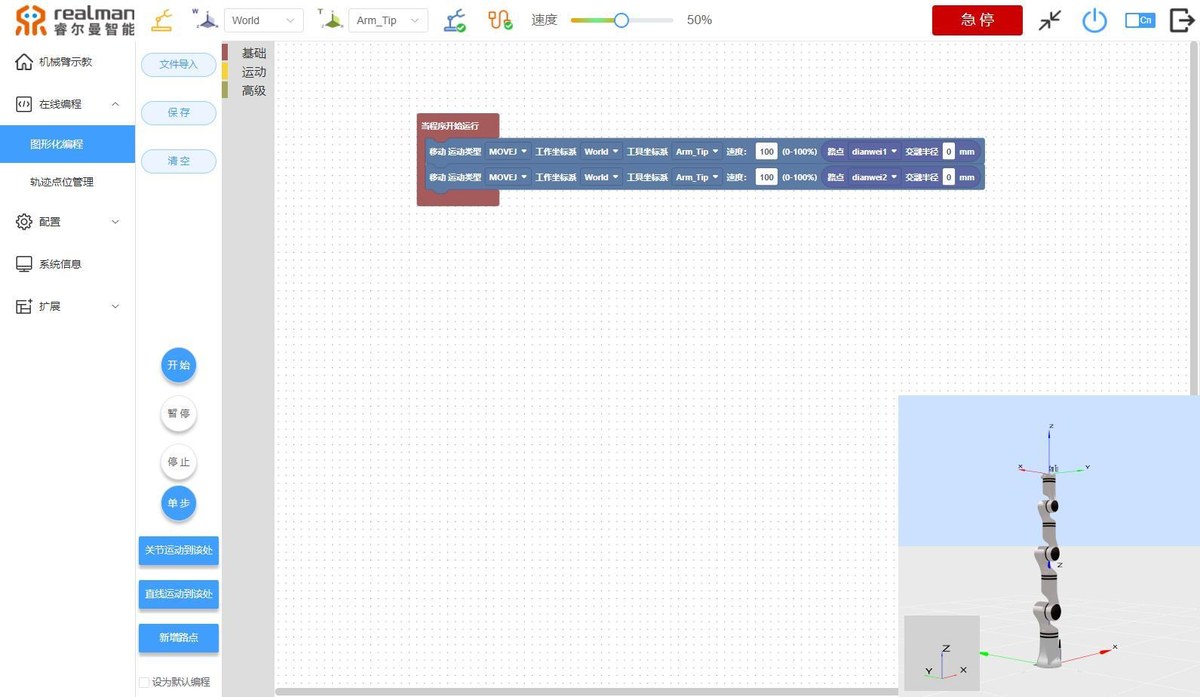 realman
睿尔曼智能
W
World
T
Arm_Tip
速度
50%
急停
Cn
机械臂示教
在线编程
图形化编程
轨迹点位管理
配置
系统信息
扩展
文件导入
保存
清空
开始
暂停
停止
单步
关节运动到该处
直线运动到该处
新增路点
设为默认编程
基础
运动
高级
当程序开始运行
移动 运动类型 MOVEJ 工作坐标系 World 工具坐标系 Arm_Tip 速度: 100 (0-100%) 路点 dianwei1 交融半径 0 mm
移动 运动类型 MOVEJ 工作坐标系 World 工具坐标系 Arm_Tip 速度: 100 (0-100%) 路点 dianwei2 交融半径 0 mm
Z
X
Y
Z
X
Z
Y
X